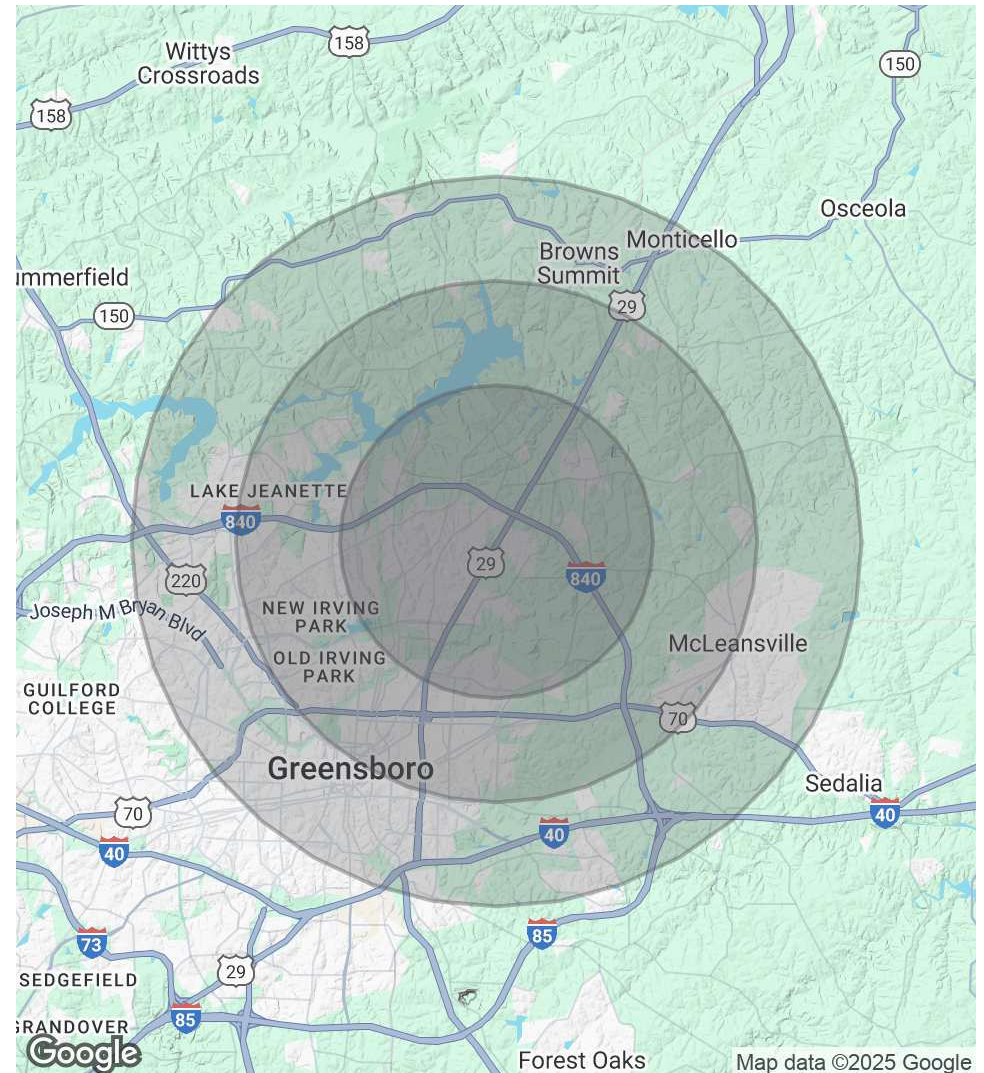 158
Wittys
Crossroads
150
158
Osceola
Browns
Summit
Monticello
ummerfield
29
150
LAKE JEANETTE
840
29
840
220
Joseph M Bryan Blvd
NEW IRVING
PARK
McLeansville
OLD IRVING
PARK
GUILFORD
COLLEGE
70
Greensboro
Sedalia
70
40
40
40
73
85
29
SEDGEFIELD
85
GRANDOVER
Google
Forest Oaks
Map data ©2025 Google